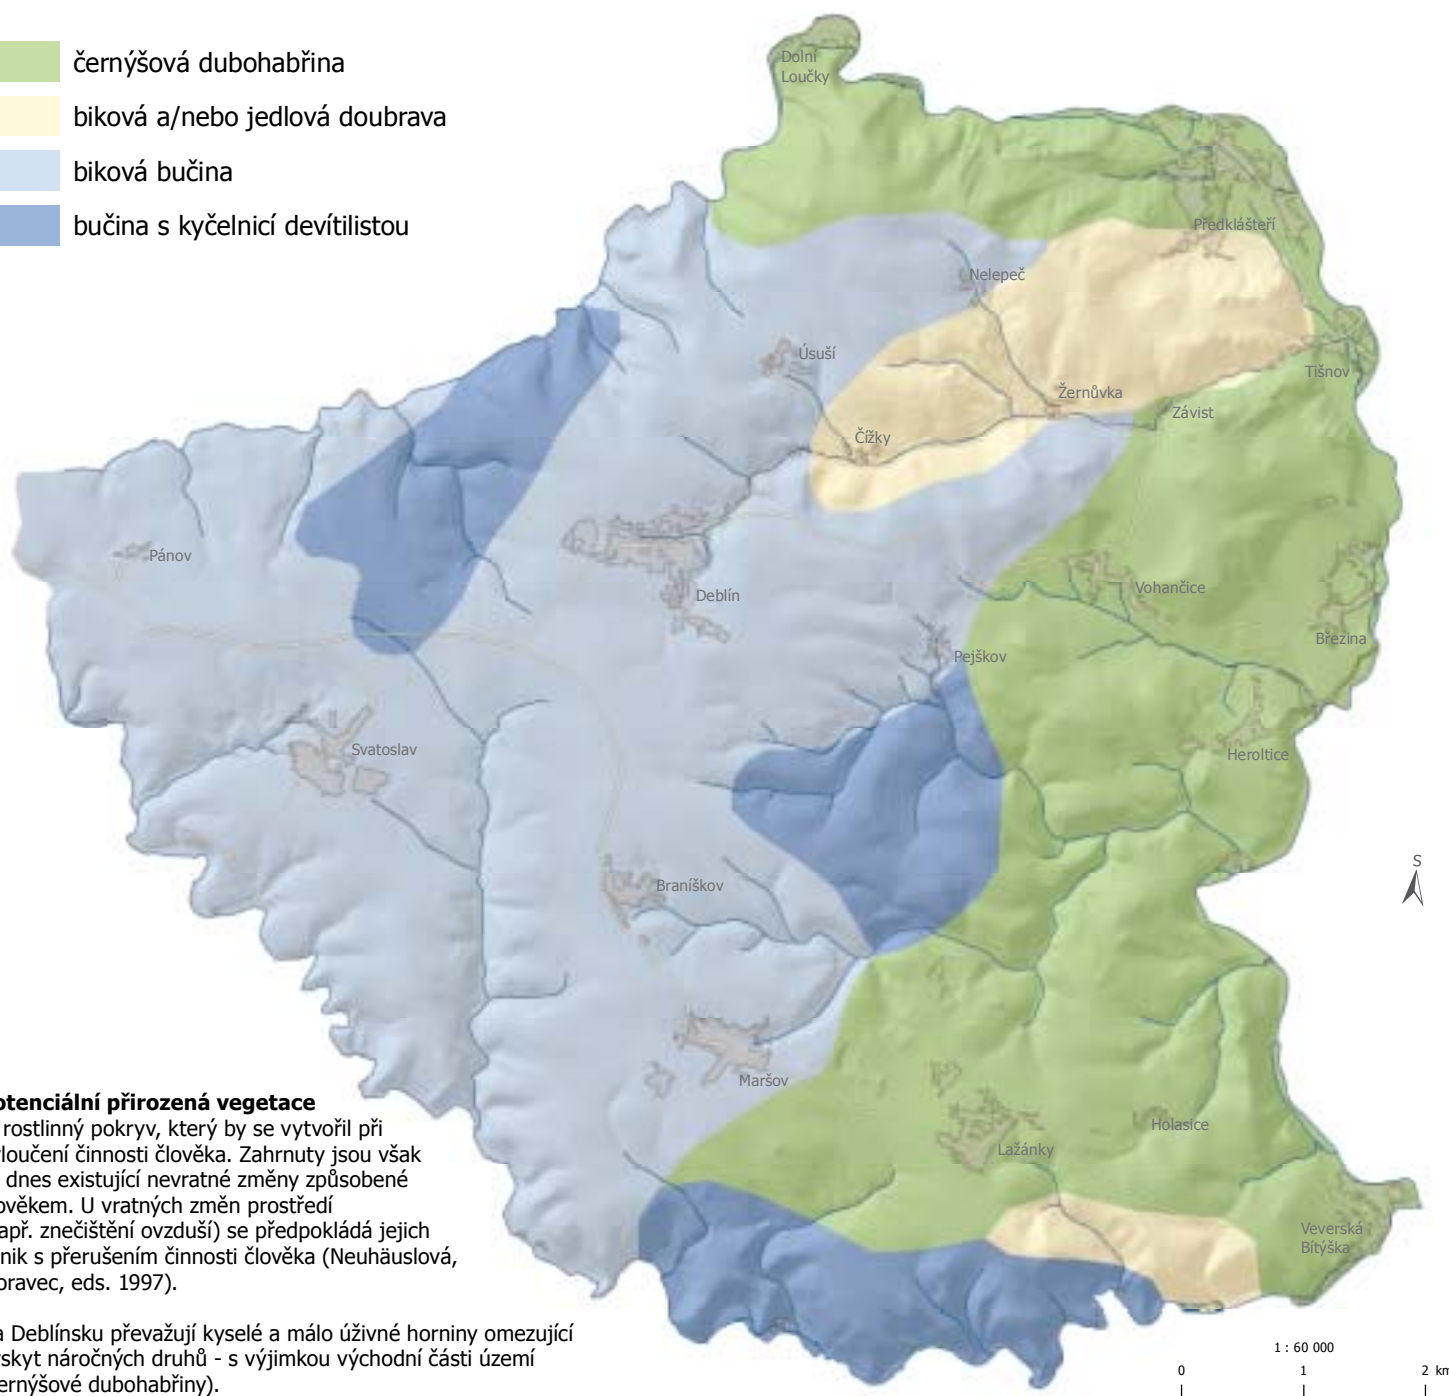 černýšová dubohabřina
biková a/nebo jedlová doubrava
biková bučina
bučina s kyčelnicí devítilistou
Dolní
Loučky
Předklášteří
Nelepeč
Úsuší
Tišnov
Žernůvka
Závist
Čížky
Pánov
Deblín
Vohančice
Březina
Pejškov
Svatoslav
Heroltice
Braníškov
S
Maršov
Holasice
Lažánky
Veverská
Bítýška
otenciální přirozená vegetace
rostlinný pokryv, který by se vytvořil při
loučení činnosti člověka. Zahrnuty jsou však
dnes existující nevratné změny způsobené
ověkem. U vratných změn prostředí
apř. znečištění ovzduší) se předpokládá jejich
nik s přerušením činnosti člověka (Neuhäuslová,
oravec, eds. 1997).
a Deblínsku převažují kyselé a málo úživné horniny omezující
skyt náročných druhů - s výjimkou východní části území
ernýšové dubohabřiny).
1 : 60 000
0 1 2 km